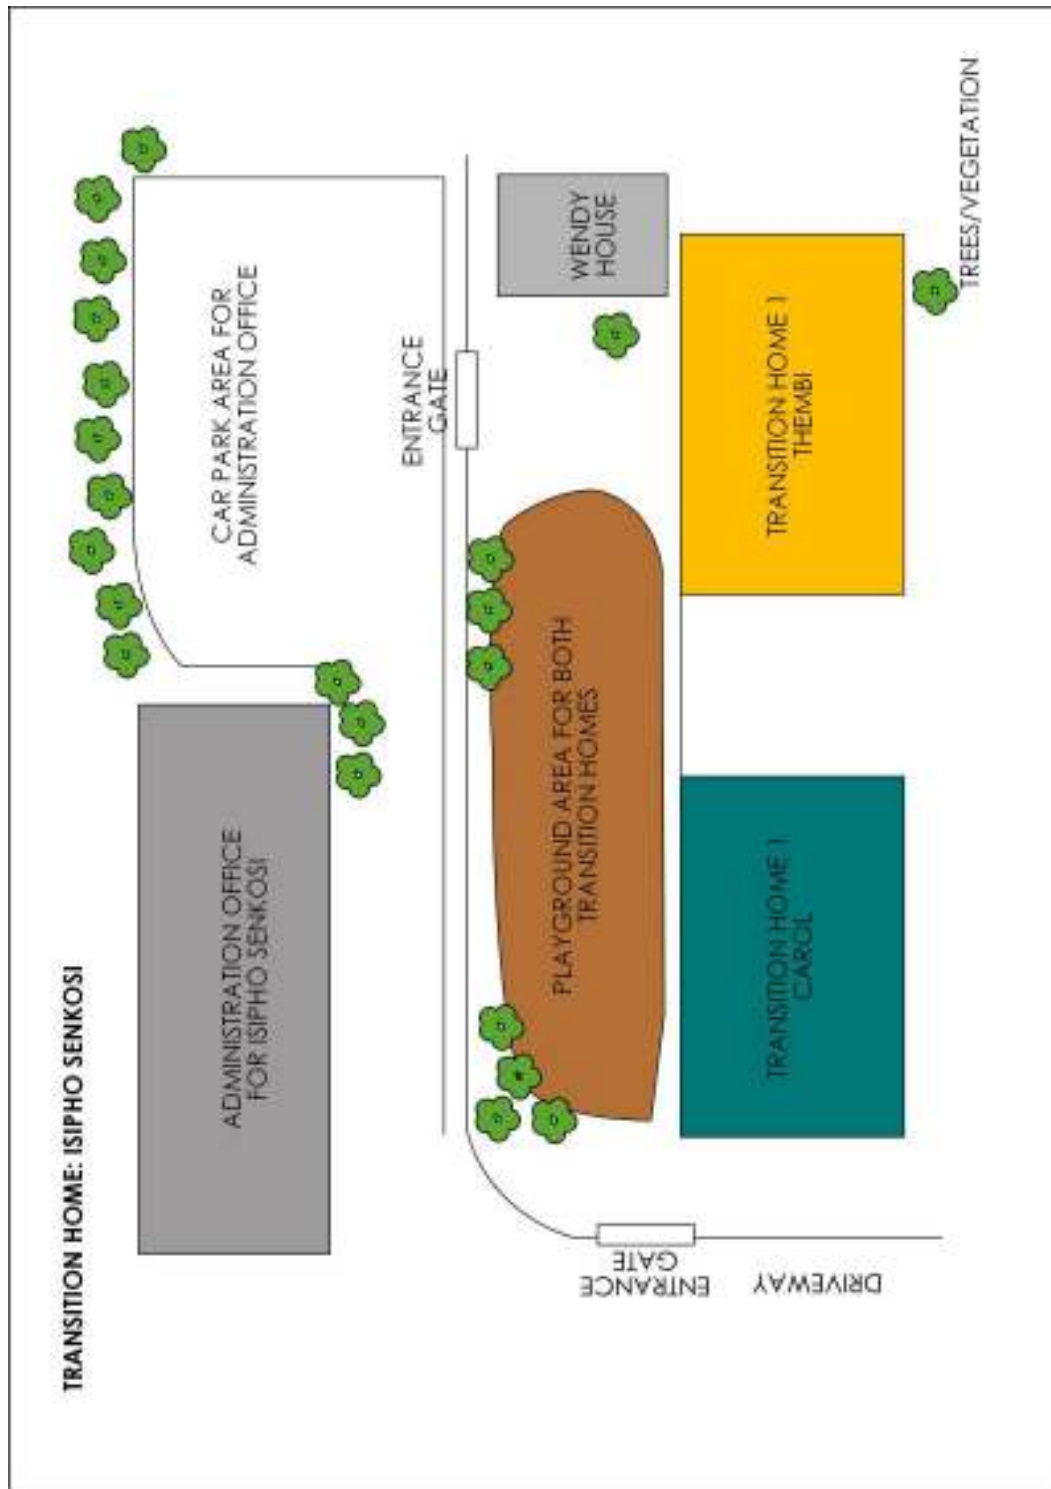 TRANSITION HOME: ISIPHO SENKOSI
ADMINISTRATION OFFICE
FOR ISIPHO SENKOSI
CAR PARK AREA FOR
ADMINISTRATION OFFICE
ENTRANCE
GATE
WENDY
HOUSE
PLAYGROUND AREA FOR BOTH
TRANSITION HOMES
ENTRANCE
GATE
DRIVEWAY
TRANSITION HOME 1
CAROL
TRANSITION HOME 1
THEMBI
TREES/VEGETATION